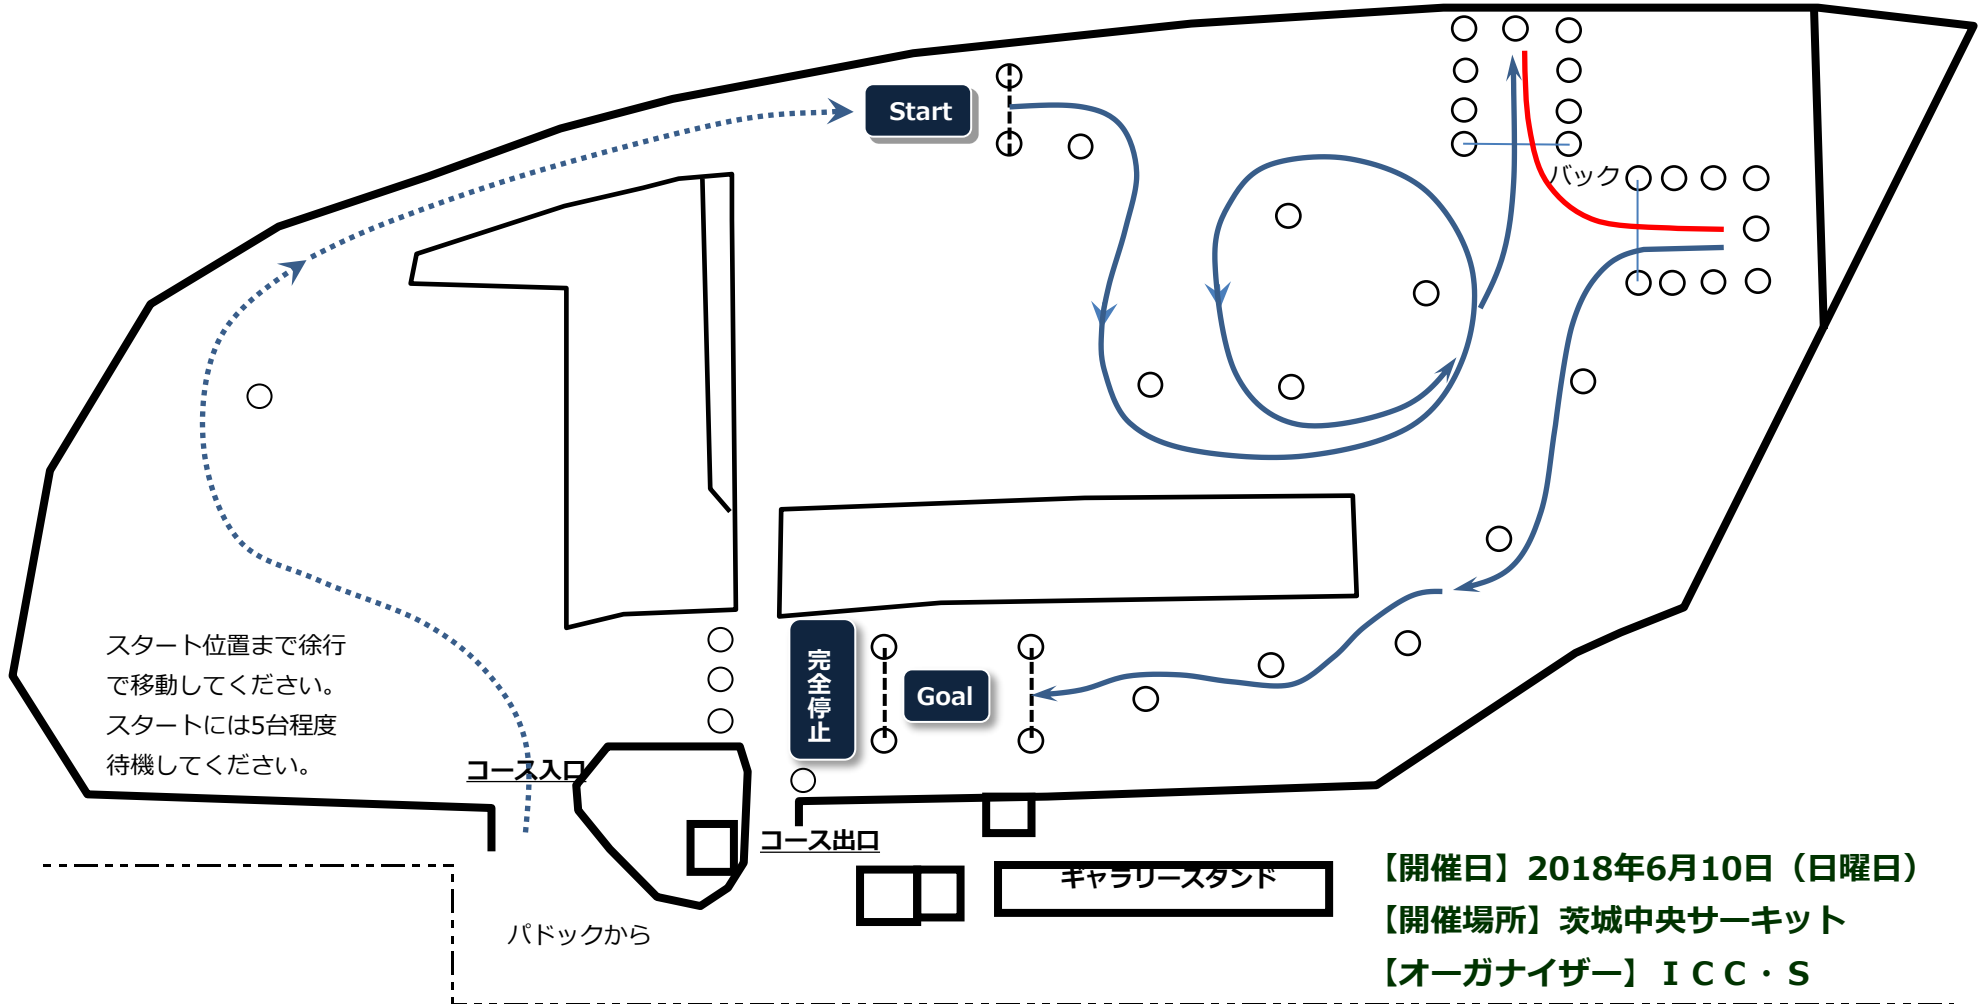 Start
バック
スタート位置まで徐行
で移動してください。
スタートには5台程度
待機してください。
完全停止
Goal
コース入口
コース出口
ギャラリースタンド
パドックから
【開催日】2018年6月10日（日曜日）
【開催場所】茨城中央サーキット
【オーガナイザー】ＩＣＣ・Ｓ